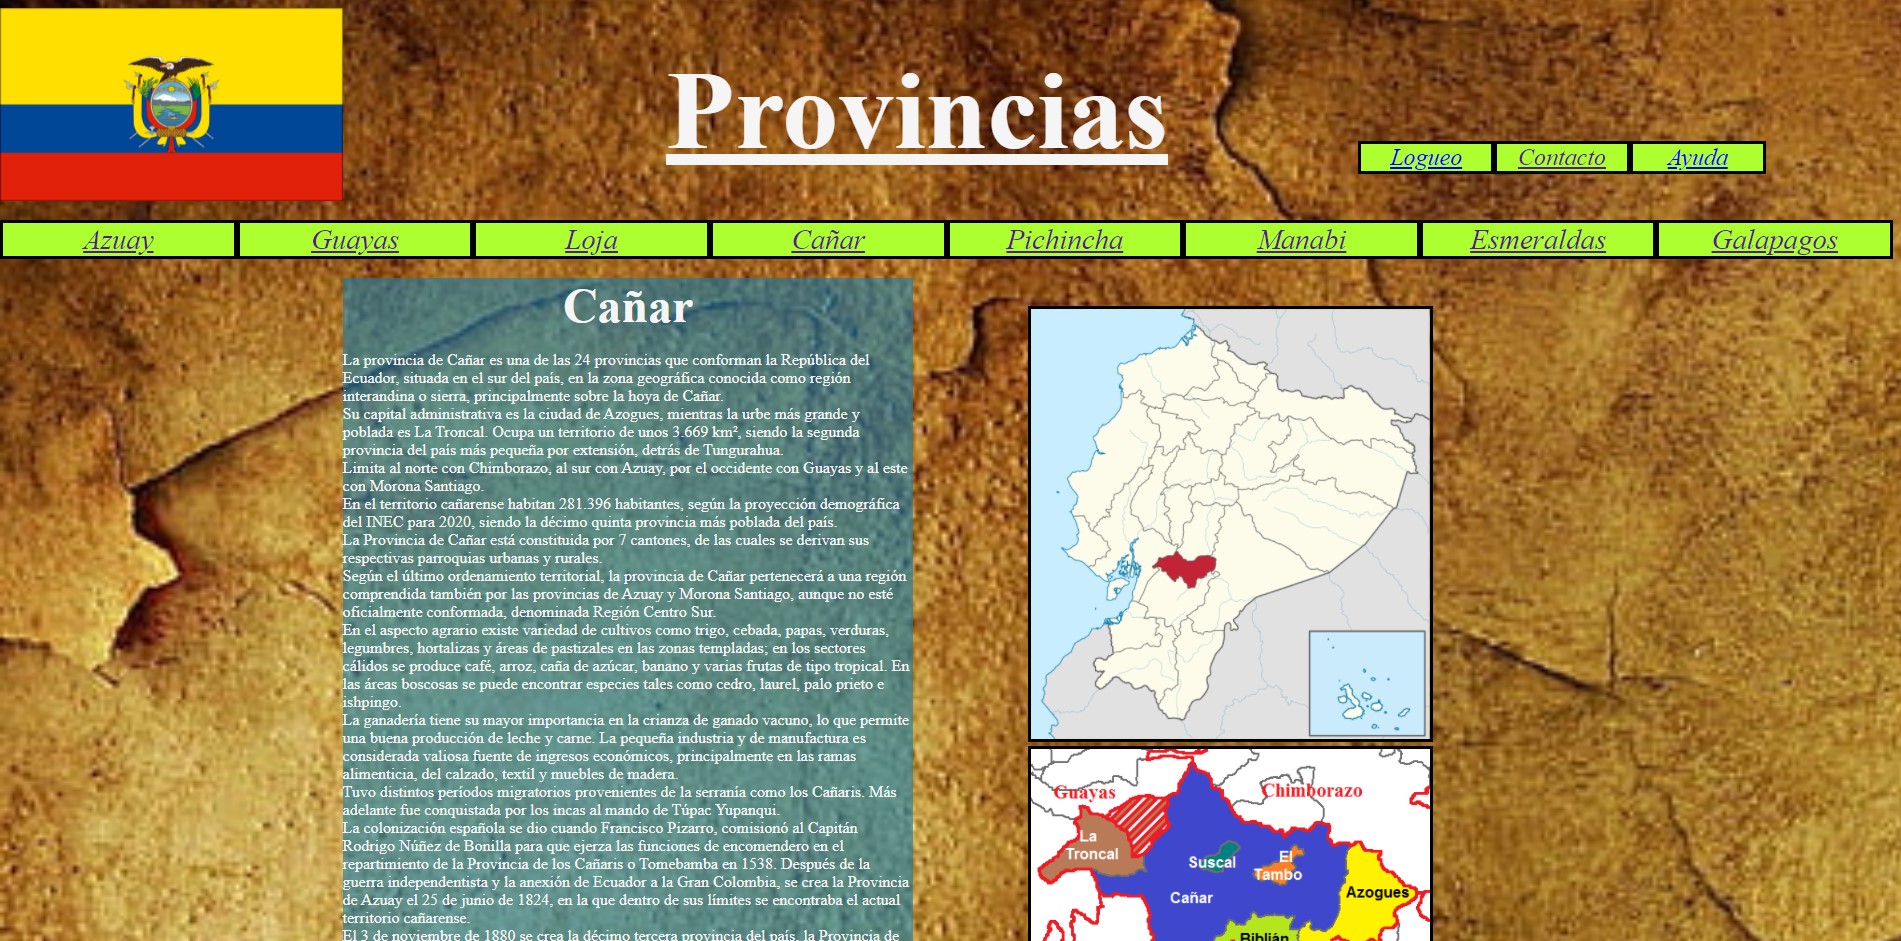 Provincias
Logueo Contacto Ayuda
Azuay Guayas Loja Cañar Pichincha Manabi Esmeraldas Galapagos
Cañar
La provincia de Cañar es una de las 24 provincias que conforman la República del
Ecuador, situada en el sur del país, en la zona geográfica conocida como región
interandina o sierra, principalmente sobre la hoya de Cañar.
Su capital administrativa es la ciudad de Azogues, mientras la urbe más grande y
poblada es La Troncal. Ocupa un territorio de unos 3.669 km², siendo la segunda
provincia del país más pequeña por extensión, detrás de Tungurahua.
Limita al norte con Chimborazo, al sur con Azuay, por el occidente con Guayas y al este
con Morona Santiago.
En el territorio cañarense habitan 281.396 habitantes, según la proyección demográfica
del INEC para 2020, siendo la décimo quinta provincia más poblada del país.
La Provincia de Cañar está constituida por 7 cantones, de las cuales se derivan sus
respectivas parroquias urbanas y rurales.
Según el último ordenamiento territorial, la provincia de Cañar pertenecerá a una región
comprendida también por las provincias de Azuay y Morona Santiago, aunque no esté
oficialmente conformada, denominada Región Centro Sur.
En el aspecto agrario existe variedad de cultivos como trigo, cebada, papas, verduras,
legumbres, hortalizas y áreas de pastizales en las zonas templadas; en los sectores
cálidos se produce café, arroz, caña de azúcar, banano y varias frutas de tipo tropical. En
las áreas boscosas se puede encontrar especies tales como cedro, laurel, palo prieto e
ishpingo.
La ganadería tiene su mayor importancia en la crianza de ganado vacuno, lo que permite
una buena producción de leche y carne. La pequeña industria y de manufactura es
considerada valiosa fuente de ingresos económicos, principalmente en las ramas
alimenticia, del calzado, textil y muebles de madera.
Tuvo distintos períodos migratorios provenientes de la serranía como los Cañaris. Más
adelante fue conquistada por los incas al mando de Túpac Yupanqui.
La colonización española se dio cuando Francisco Pizarro, comisionó al Capitán
Rodrigo Núñez de Bonilla para que ejerza las funciones de encomendero en el
repartimiento de la Provincia de los Cañaris o Tomebamba en 1538. Después de la
guerra independentista y la anexión de Ecuador a la Gran Colombia, se crea la Provincia
de Azuay el 25 de junio de 1824, en la que dentro de sus límites se encontraba el actual
territorio cañarense.
El 3 de noviembre de 1880 se crea la décimo tercera provincia del país, la Provincia de
Guayas
Chimborazo
La
Troncal
Suscal
El
Tambo
Cañar
Azogues
Biblián